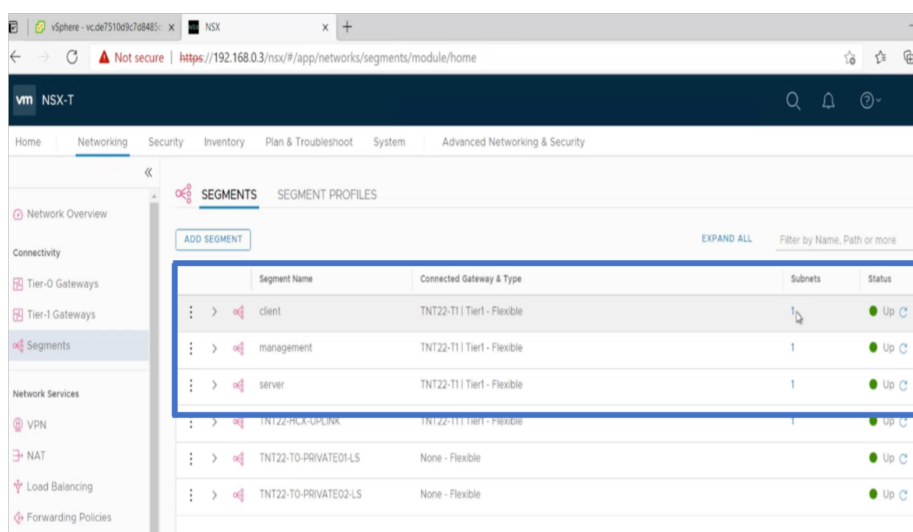 vSphere - vc.de7510d9c7d8485c
NSX
Not secure
https://192.168.0.3/nsx/#/app/networks/segments/module/home
vm NSX-T
Home Networking Security Inventory Plan & Troubleshoot System Advanced Networking & Security
SEGMENTS SEGMENT PROFILES
Network Overview
ADD SEGMENT EXPAND ALL Filter by Name, Path or more
Connectivity
Segment Name Connected Gateway & Type Subnets Status
Tier-0 Gateways
client TNT22-T1 | Tier1 - Flexible 1 Up
Tier-1 Gateways
Segments
management TNT22-T1 | Tier1 - Flexible 1 Up
server TNT22-T1 | Tier1 - Flexible 1 Up
Network Services
VPN
TNT22-HCX-UPLINK TNT22-T1 | Tier1 - Flexible 1 Up
NAT
TNT22-T0-PRIVATE01-LS None - Flexible Up
Load Balancing
TNT22-T0-PRIVATE02-LS None - Flexible Up
Forwarding Policies